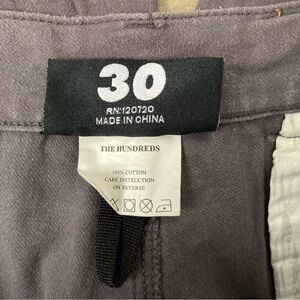 30
RN:120720
MADE IN CHINA
THE HUNDREDS
100% COTTON
CARE INSTRUCTION
ON REVERSE